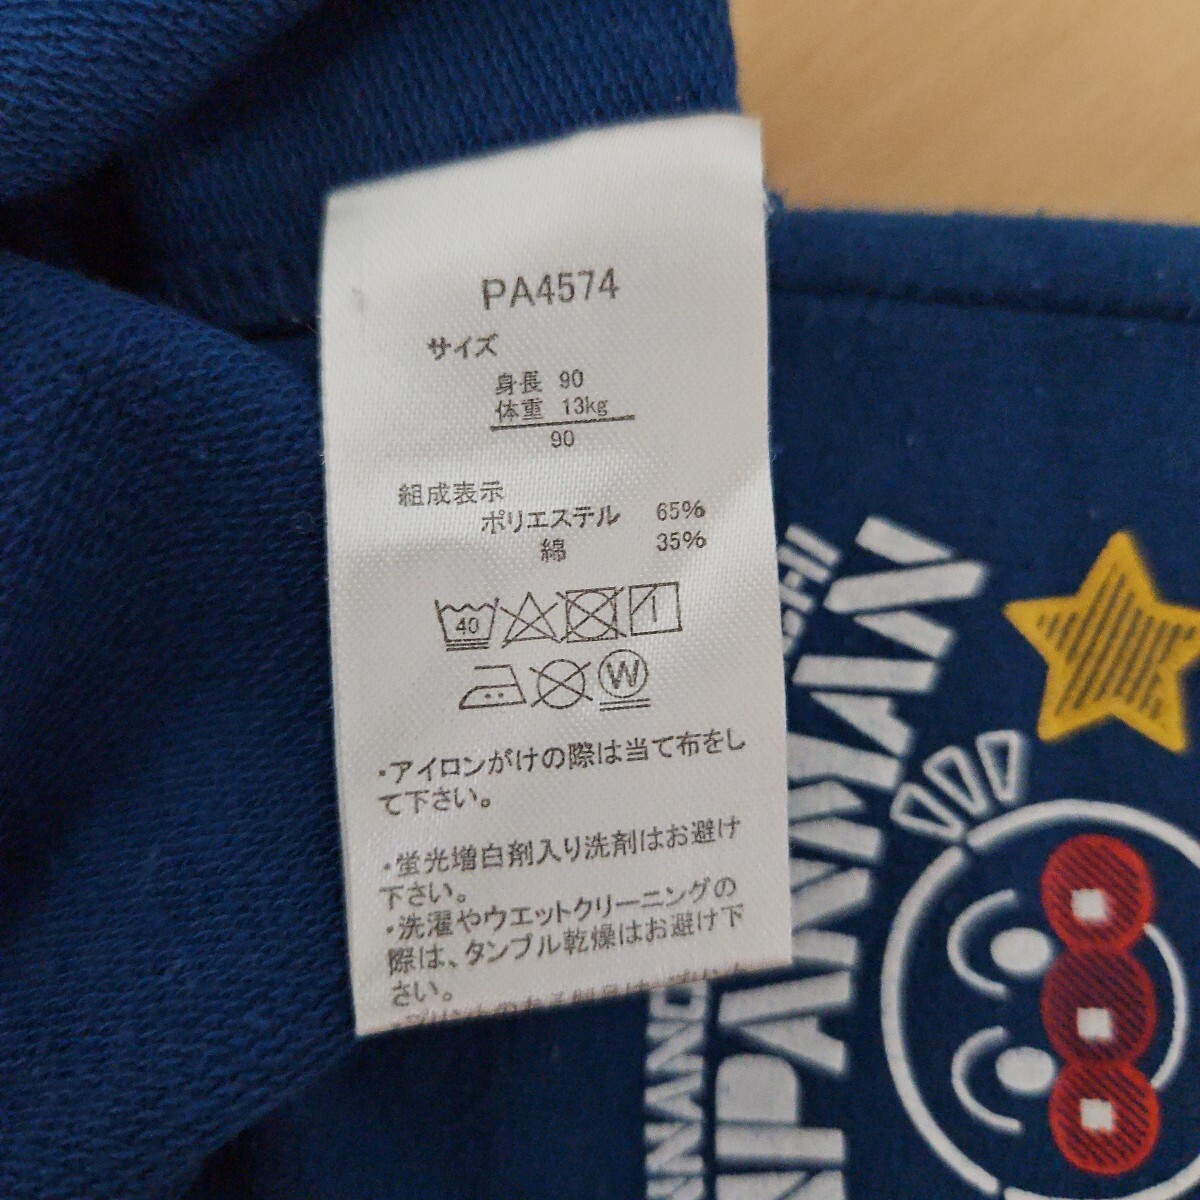 PA4574
サイズ
身長 90
体重 13kg
90
組成表示
ポリエステル 65%
綿 35%
40
W
・アイロンがけの際は当て布をし
て下さい。
・蛍光増白剤入り洗剤はお避け
下さい。
・洗濯やウエットクリーニングの
際は、タンブル乾燥はお避け下
さい。